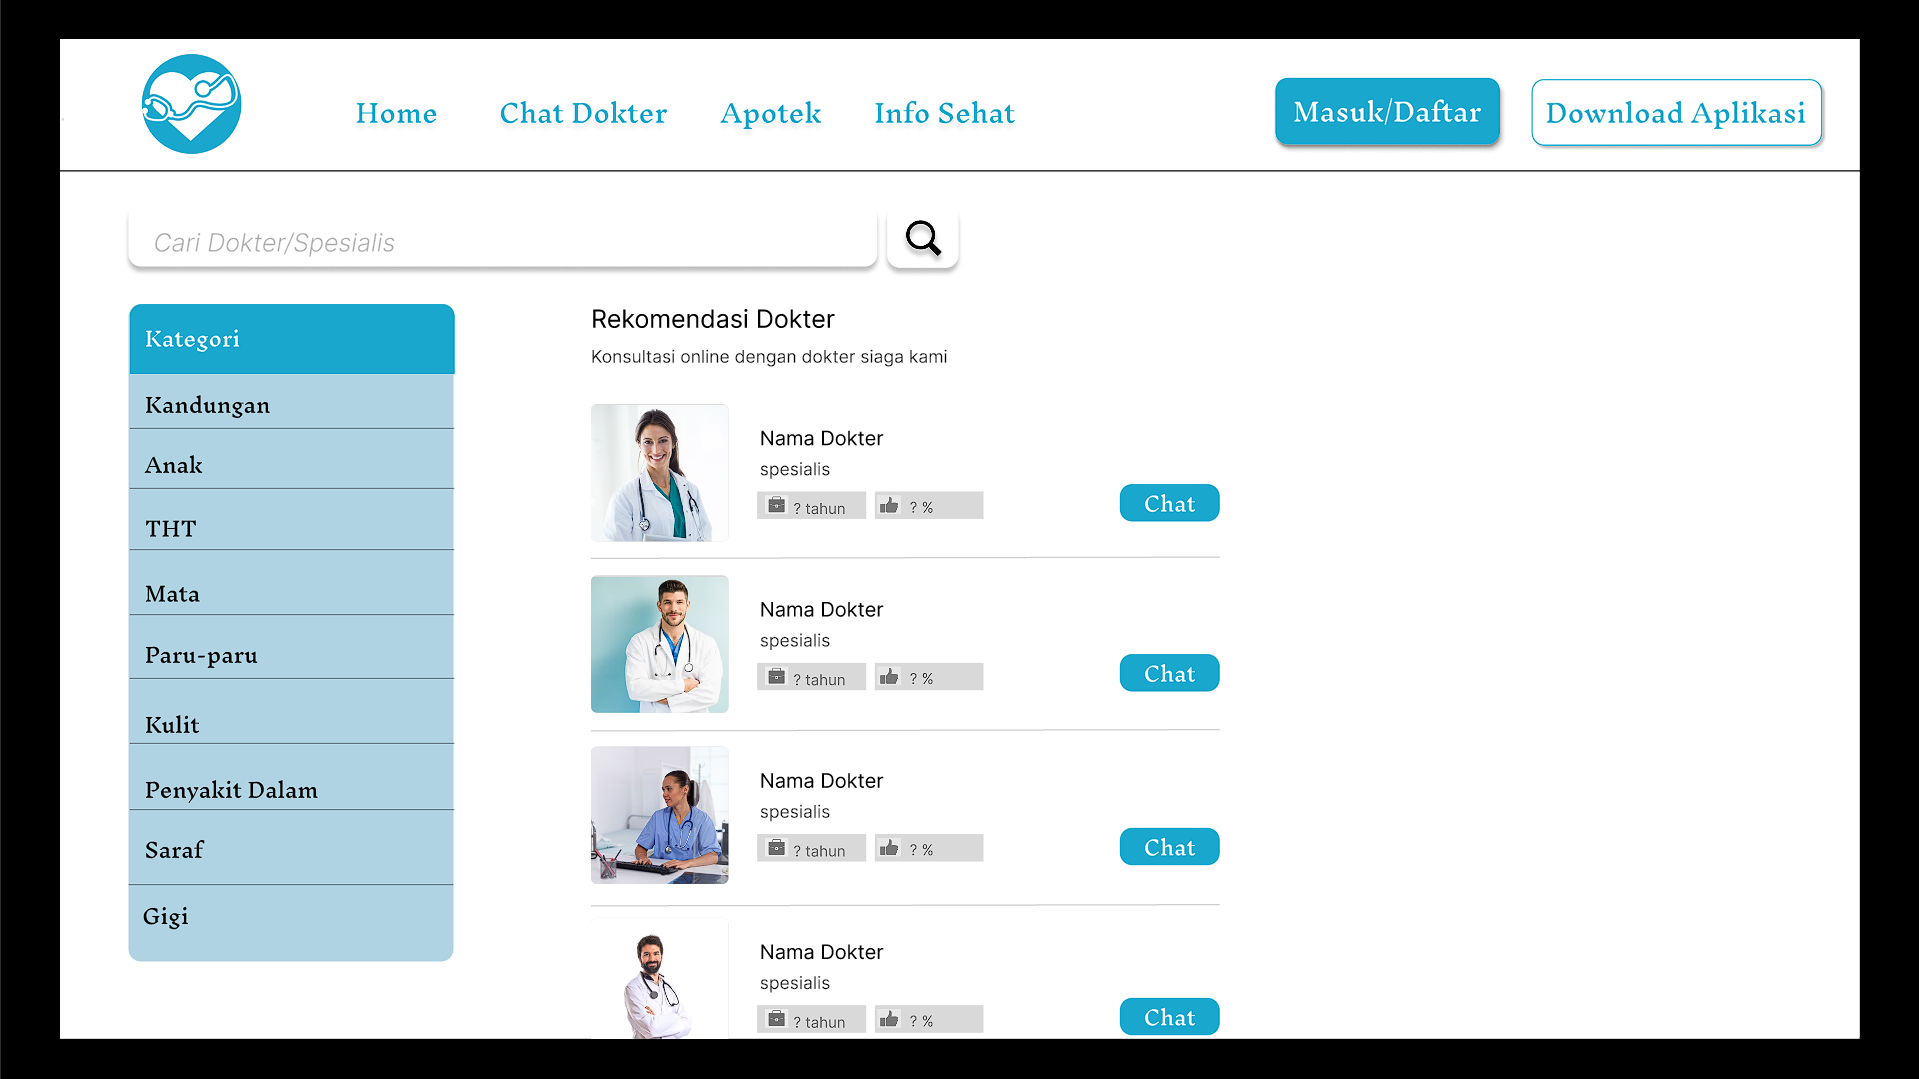 Home Chat Dokter Apotek Info Sehat Masuk/Daftar Download Aplikasi
Cari Dokter/Spesialis
Kategori
Kandungan
Anak
THT
Mata
Paru-paru
Kulit
Penyakit Dalam
Saraf
Gigi
Rekomendasi Dokter
Konsultasi online dengan dokter siaga kami
Nama Dokter
spesialis
? tahun ? %
Chat
Nama Dokter
spesialis
? tahun ? %
Chat
Nama Dokter
spesialis
? tahun ? %
Chat
Nama Dokter
spesialis
? tahun ? %
Chat